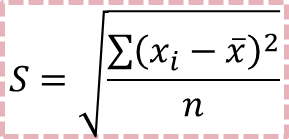 S = √(∑(xᵢ − x̄)² / n)